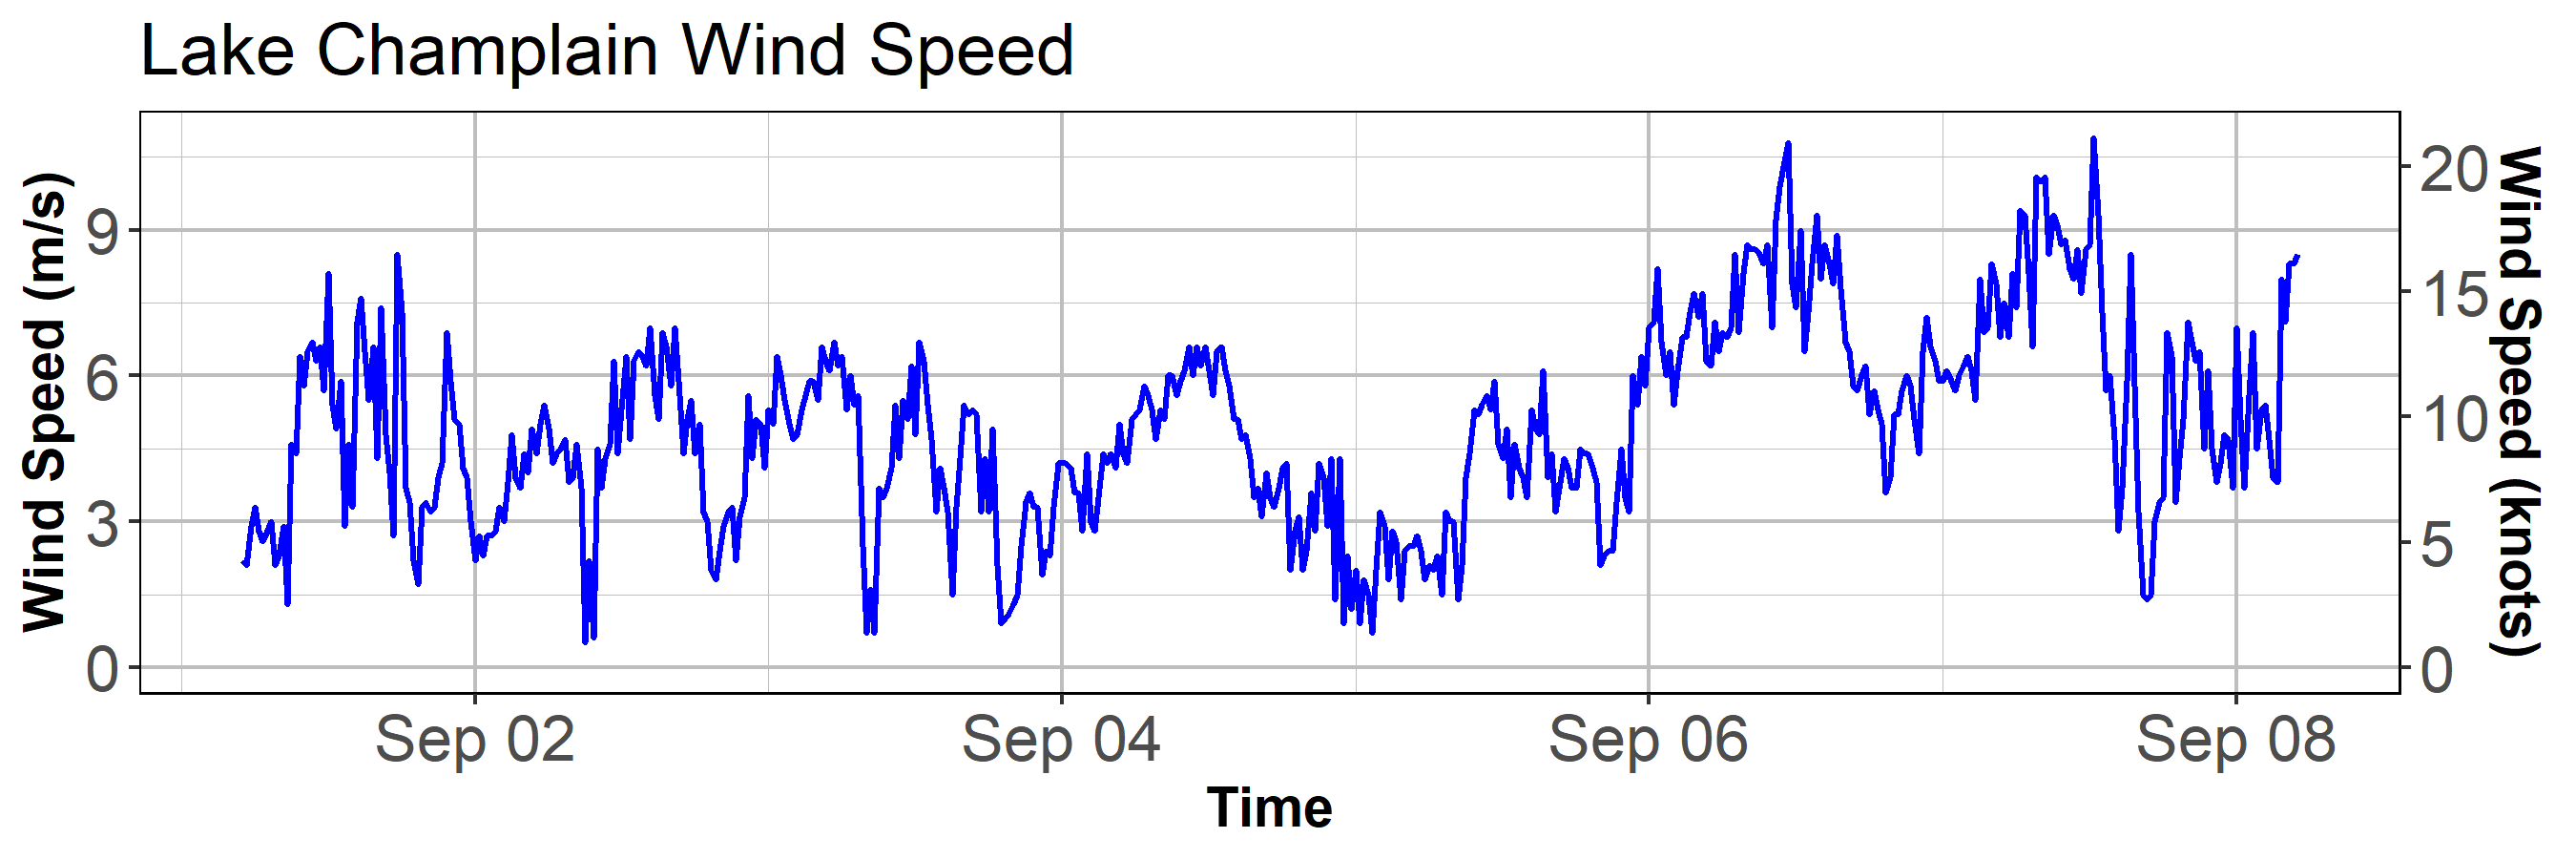 Lake Champlain Wind Speed
Wind Speed (m/s)
9
6
3
0
20
15
10
5
0
Wind Speed (knots)
Sep 02
Sep 04
Sep 06
Sep 08
Time